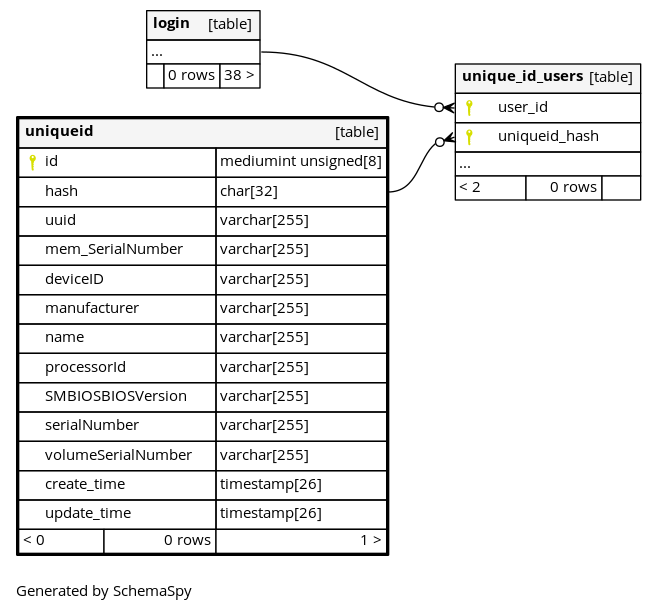 login [table]
...
0 rows 38 >
unique_id_users [table]
user_id
uniqueid_hash
...
< 2 0 rows
uniqueid [table]
id mediumint unsigned[8]
hash char[32]
uuid varchar[255]
mem_SerialNumber varchar[255]
deviceID varchar[255]
manufacturer varchar[255]
name varchar[255]
processorId varchar[255]
SMBIOSBIOSVersion varchar[255]
serialNumber varchar[255]
volumeSerialNumber varchar[255]
create_time timestamp[26]
update_time timestamp[26]
< 0 0 rows 1 >
Generated by SchemaSpy